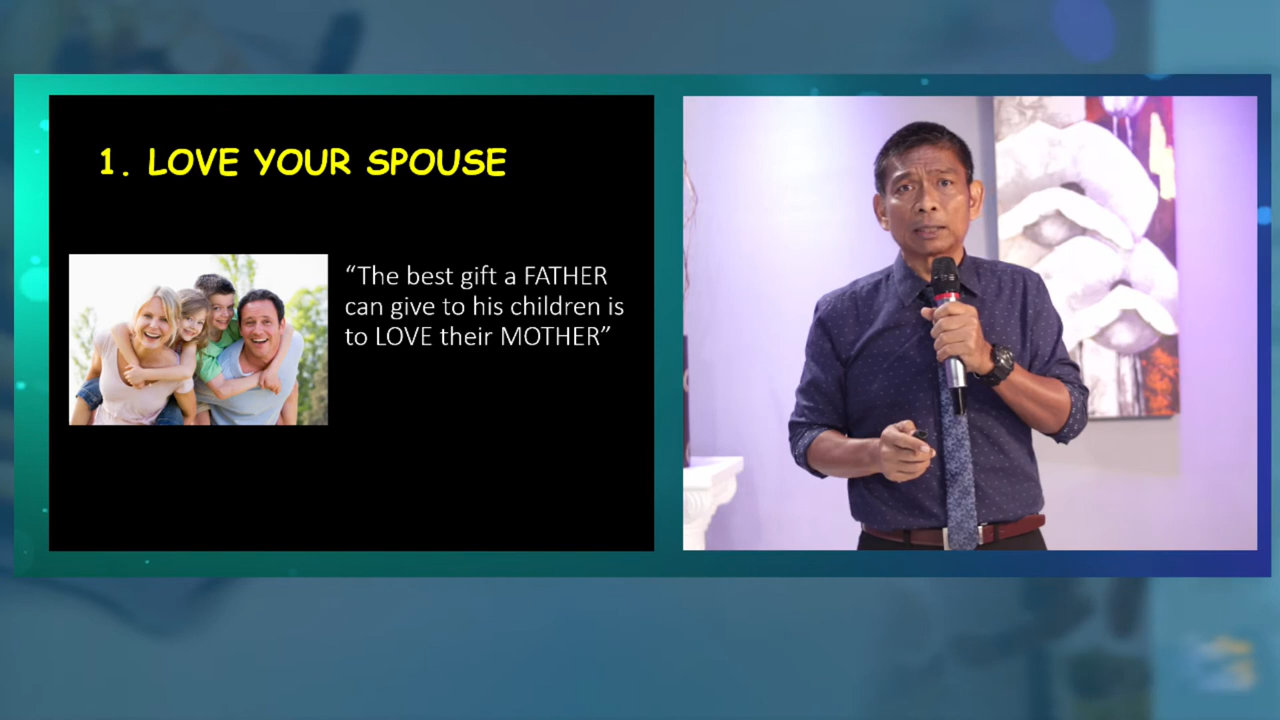 1. LOVE YOUR SPOUSE
“The best gift a FATHER
can give to his children is
to LOVE their MOTHER”